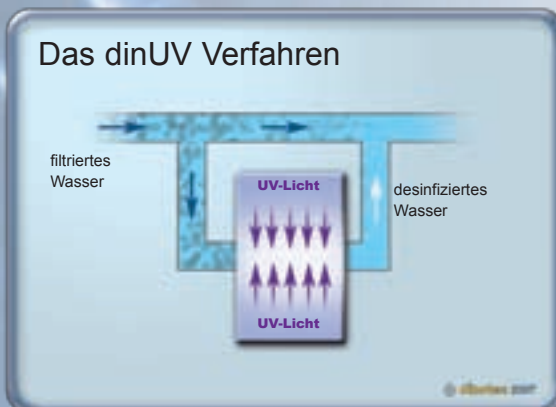 Das dinUV Verfahren
filtriertes
Wasser
UV-Licht
desinfiziertes
Wasser
UV-Licht
©